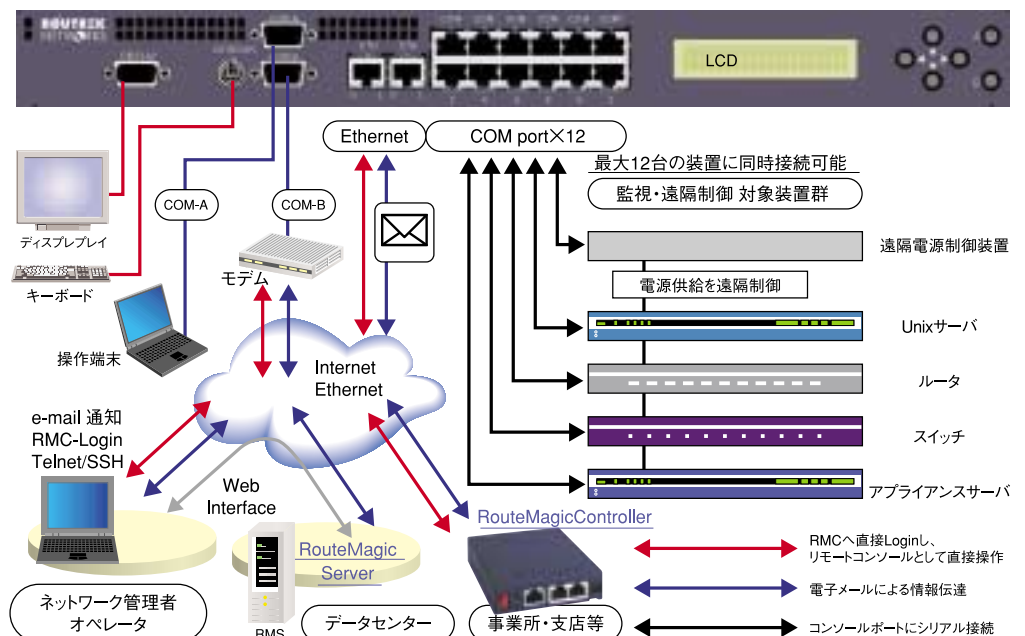 ROUTREK
NETWORKS
LCD
Ethernet
COM port×12
最大12台の装置に同時接続可能
監視・遠隔制御 対象装置群
COM-A
COM-B
ディスプレプレイ
キーボード
モデム
操作端末
遠隔電源制御装置
電源供給を遠隔制御
Unixサーバ
ルータ
スイッチ
アプライアンスサーバ
Internet
Ethernet
e-mail 通知
RMC-Login
Telnet/SSH
Web
Interface
RouteMagic
Server
RouteMagicController
RMCへ直接Loginし、
リモートコンソールとして直接操作
電子メールによる情報伝達
コンソールポートにシリアル接続
ネットワーク管理者
オペレータ
RMS
データセンター
事業所・支店等